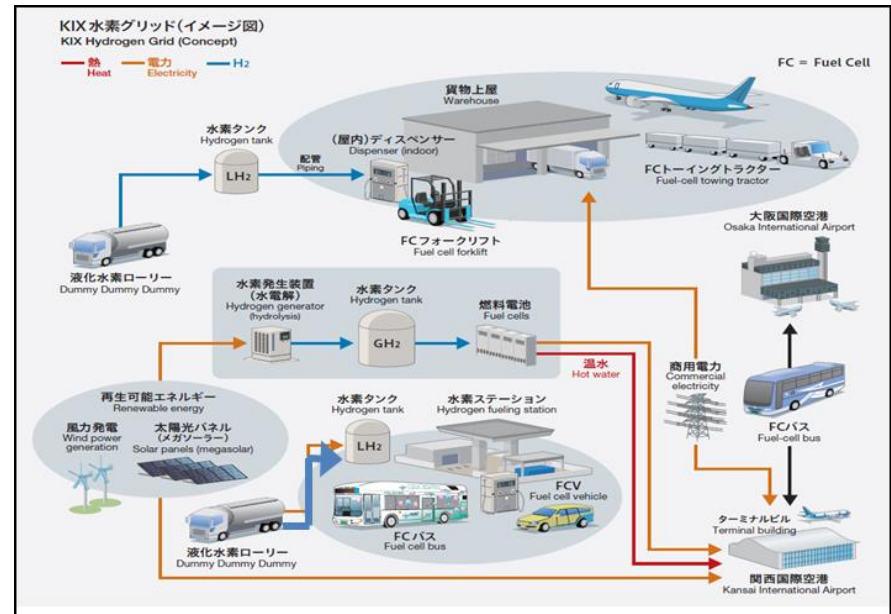 KIX 水素グリッド(イメージ図)
KIX Hydrogen Grid (Concept)
熱
Heat
電力
Electricity
H₂
FC = Fuel Cell
貨物上屋
Warehouse
水素タンク
Hydrogen tank
LH₂
配管
Piping
(屋内)ディスペンサー
Dispenser (indoor)
FCトーイングトラクター
Fuel-cell towing tractor
FCフォークリフト
Fuel cell forklift
液化水素ローリー
Dummy Dummy Dummy
大阪国際空港
Osaka International Airport
水素発生装置
(水電解)
Hydrogen generator
(hydrolysis)
水素タンク
Hydrogen tank
GH₂
燃料電池
Fuel cells
温水
Hot water
商用電力
Commercial
electricity
FCバス
Fuel-cell bus
再生可能エネルギー
Renewable energy
風力発電
Wind power
generation
太陽光パネル
(メガソーラー)
Solar panels (megasolar)
水素タンク
Hydrogen tank
LH₂
水素ステーション
Hydrogen fueling station
FCV
Fuel cell vehicle
FCバス
Fuel cell bus
液化水素ローリー
Dummy Dummy Dummy
ターミナルビル
Terminal building
関西国際空港
Kansai International Airport